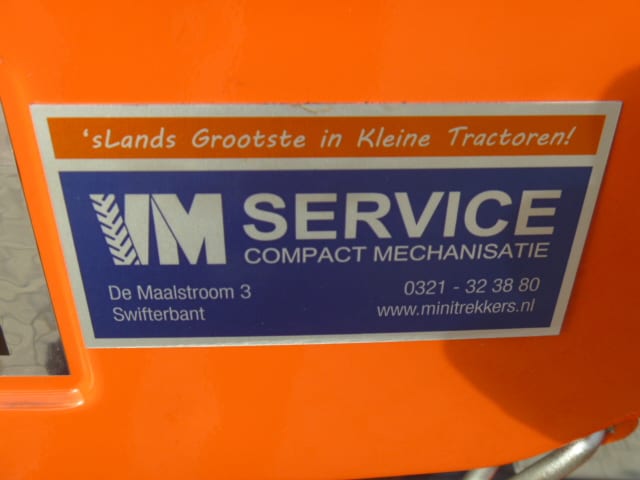 'sLands Grootste in Kleine Tractoren!
VM SERVICE
COMPACT MECHANISATIE
De Maalstroom 3
0321 - 32 38 80
Swifterbant
www.minitrekkers.nl